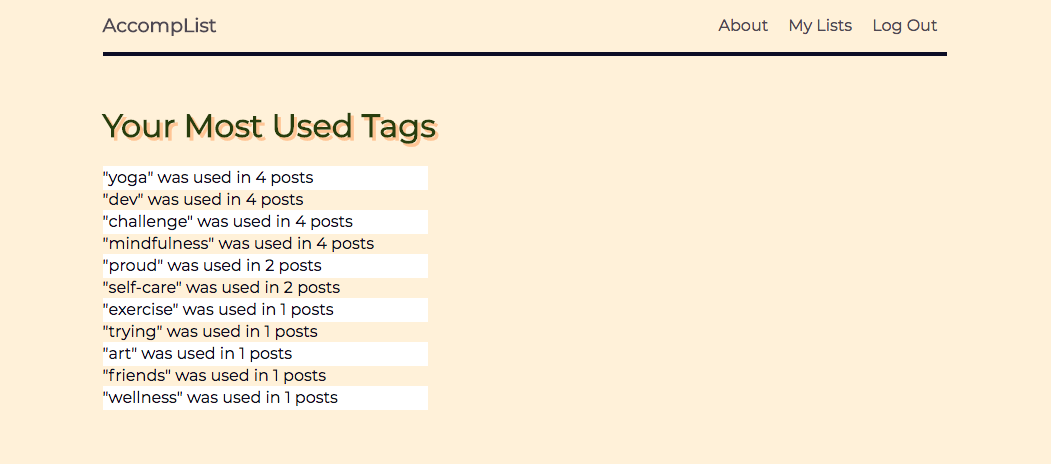 AccompList
About My Lists Log Out
Your Most Used Tags
"yoga" was used in 4 posts
"dev" was used in 4 posts
"challenge" was used in 4 posts
"mindfulness" was used in 4 posts
"proud" was used in 2 posts
"self-care" was used in 2 posts
"exercise" was used in 1 posts
"trying" was used in 1 posts
"art" was used in 1 posts
"friends" was used in 1 posts
"wellness" was used in 1 posts